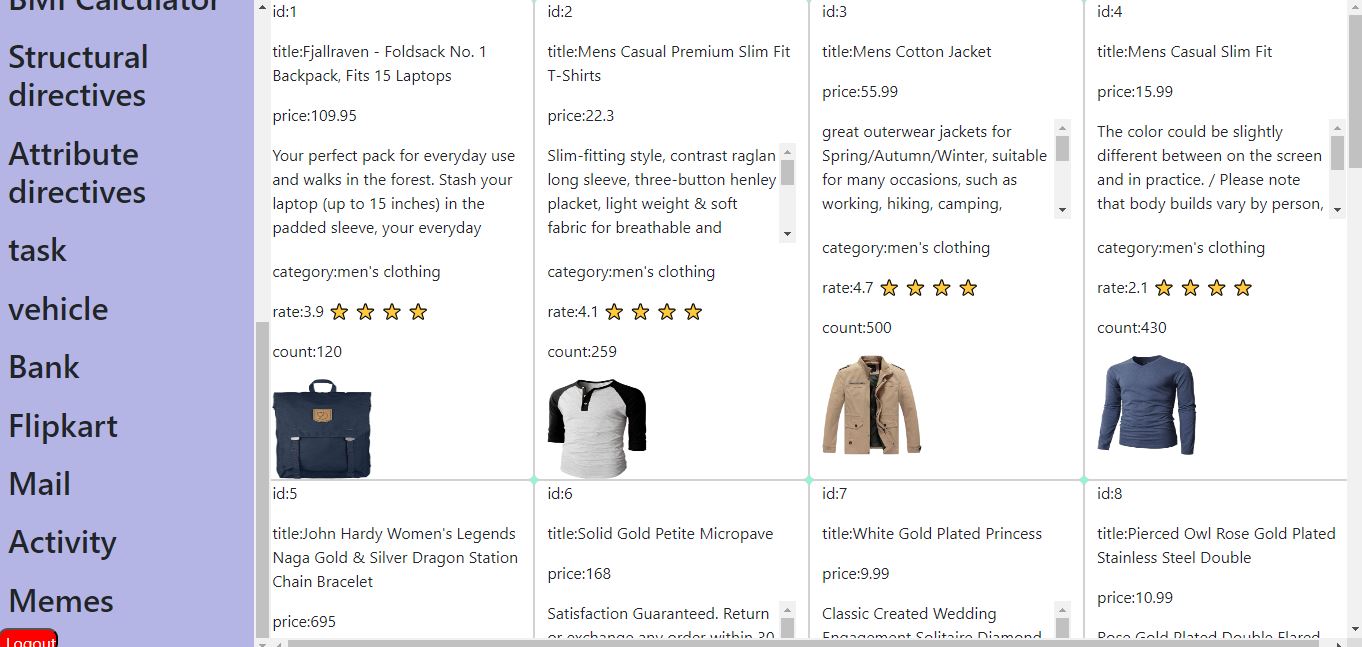 BMI Calculator
Structural
directives
Attribute
directives
task
vehicle
Bank
Flipkart
Mail
Activity
Memes
Logout
id:1
title:Fjallraven - Foldsack No. 1
Backpack, Fits 15 Laptops
price:109.95
Your perfect pack for everyday use
and walks in the forest. Stash your
laptop (up to 15 inches) in the
padded sleeve, your everyday
category:men's clothing
rate:3.9
count:120
id:2
title:Mens Casual Premium Slim Fit
T-Shirts
price:22.3
Slim-fitting style, contrast raglan
long sleeve, three-button henley
placket, light weight & soft
fabric for breathable and
category:men's clothing
rate:4.1
count:259
id:3
title:Mens Cotton Jacket
price:55.99
great outerwear jackets for
Spring/Autumn/Winter, suitable
for many occasions, such as
working, hiking, camping,
category:men's clothing
rate:4.7
count:500
id:4
title:Mens Casual Slim Fit
price:15.99
The color could be slightly
different between on the screen
and in practice. / Please note
that body builds vary by person,
category:men's clothing
rate:2.1
count:430
id:5
title:John Hardy Women's Legends
Naga Gold & Silver Dragon Station
Chain Bracelet
price:695
id:6
title:Solid Gold Petite Micropave
price:168
Satisfaction Guaranteed. Return
or exchange any order within 30
id:7
title:White Gold Plated Princess
price:9.99
Classic Created Wedding
Engagement Solitaire Diamond
id:8
title:Pierced Owl Rose Gold Plated
Stainless Steel Double
price:10.99
Rose Gold Plated Double Flared